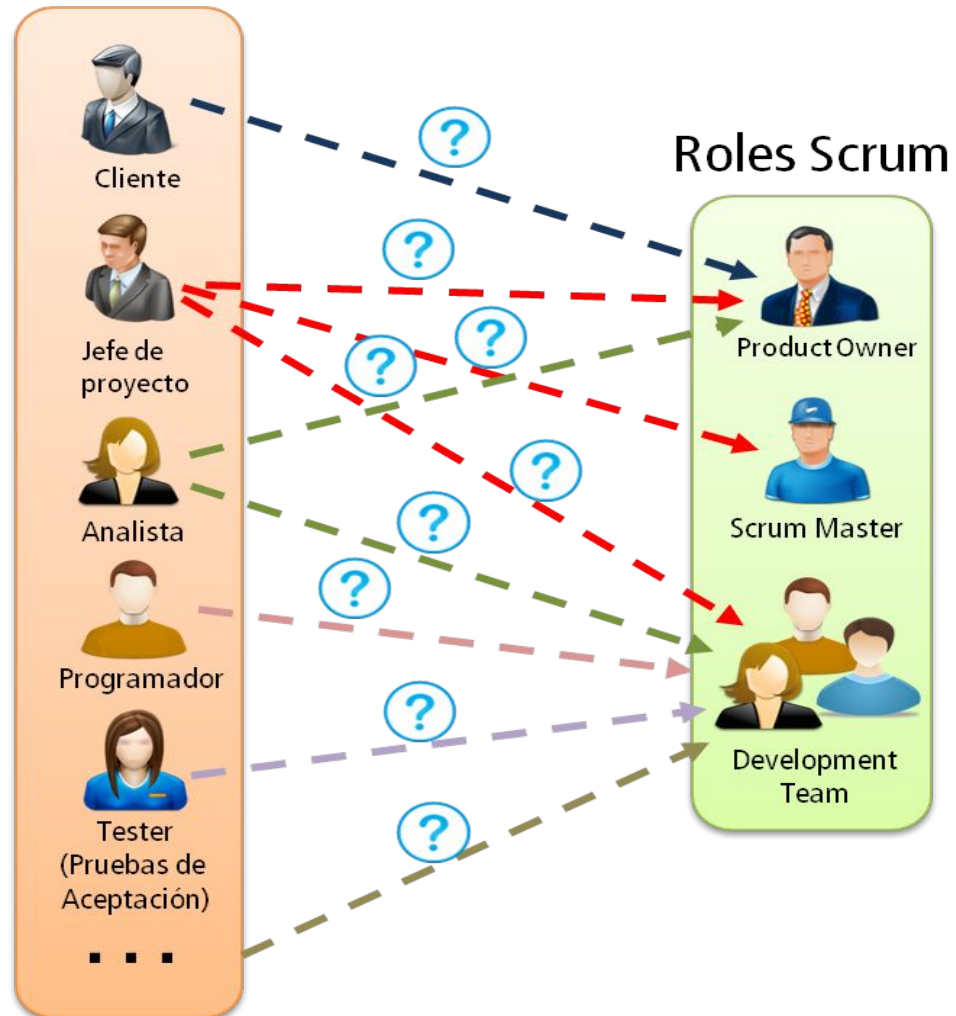 Cliente
Jefe de
proyecto
Analista
Programador
Tester
(Pruebas de
Aceptación)
...
?
?
?
?
?
?
?
?
?
Roles Scrum
Product Owner
Scrum Master
Development
Team